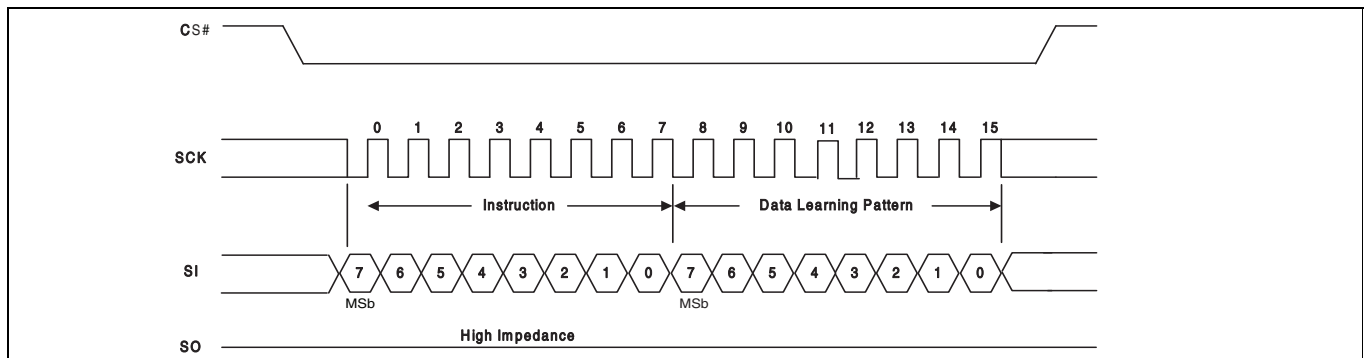 CS#
0 1 2 3 4 5 6 7 8 9 10 11 12 13 14 15
SCK
Instruction Data Learning Pattern
SI 7 6 5 4 3 2 1 0 7 6 5 4 3 2 1 0
MSb MSb
High Impedance
SO